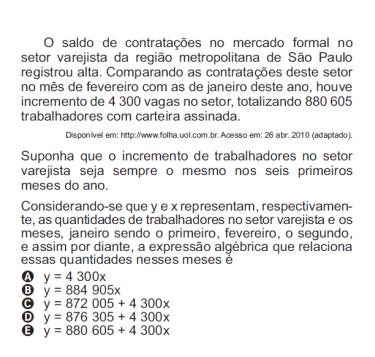 O saldo de contratações no mercado formal no
setor varejista da região metropolitana de São Paulo
registrou alta. Comparando as contratações deste setor
no mês de fevereiro com as de janeiro deste ano, houve
incremento de 4 300 vagas no setor, totalizando 880 605
trabalhadores com carteira assinada.
Disponível em: http://www.folha.uol.com.br. Acesso em: 26 abr. 2010 (adaptado).
Suponha que o incremento de trabalhadores no setor
varejista seja sempre o mesmo nos seis primeiros
meses do ano.
Considerando-se que y e x representam, respectivamen-
te, as quantidades de trabalhadores no setor varejista e os
meses, janeiro sendo o primeiro, fevereiro, o segundo,
e assim por diante, a expressão algébrica que relaciona
essas quantidades nesses meses é
A y = 4 300x
B y = 884 905x
C y = 872 005 + 4 300x
D y = 876 305 + 4 300x
E y = 880 605 + 4 300x